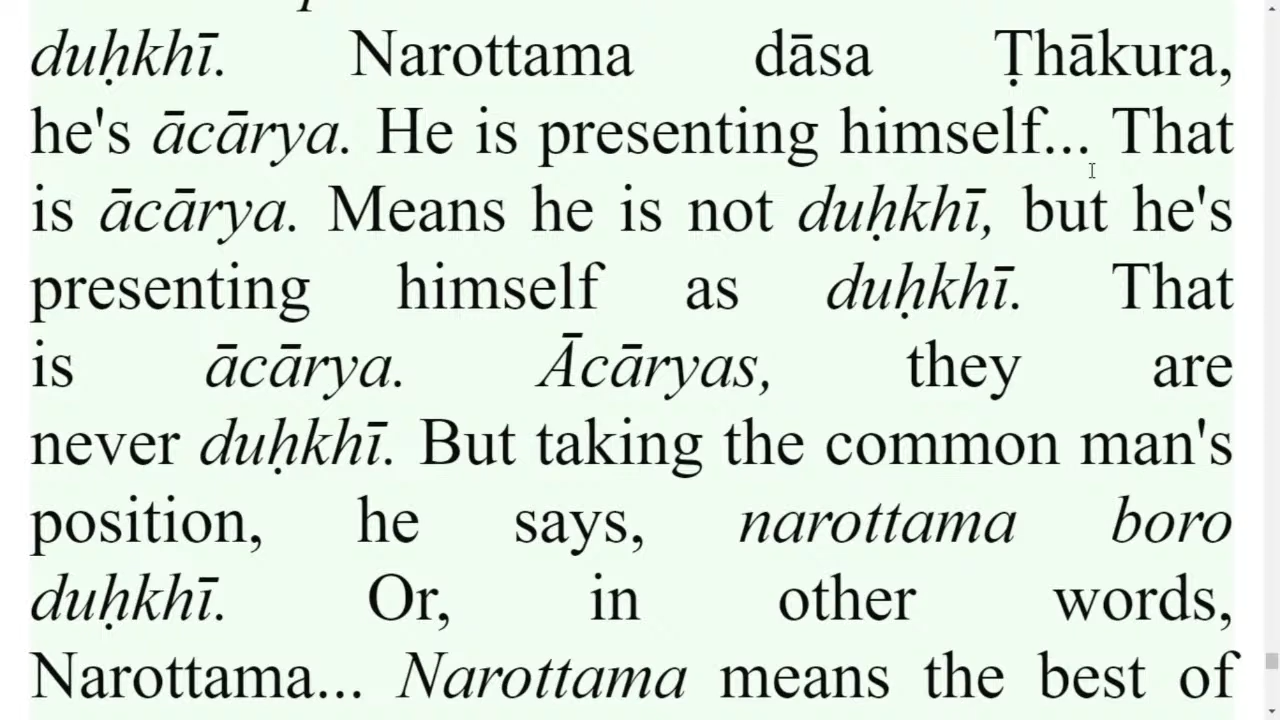 duḥkhī. Narottama dāsa Ṭhākura,
he's ācārya. He is presenting himself... That
is ācārya. Means he is not duḥkhī, but he's
presenting himself as duḥkhī. That
is ācārya. Ācāryas, they are
never duḥkhī. But taking the common man's
position, he says, narottama boro
duḥkhī. Or, in other words,
Narottama... Narottama means the best of